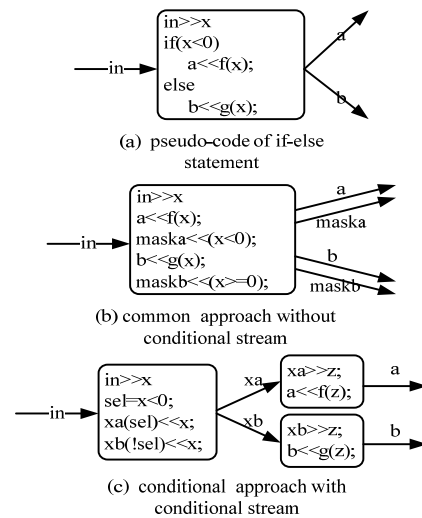 in>>x
if(x<0)
a<<f(x);
else
b<<g(x);
in
a
b
(a) pseudo-code of if-else
statement
in>>x
a<<f(x);
maska<<(x<0);
b<<g(x);
maskb<<(x>=0);
in
a
maska
b
maskb
(b) common approach without
conditional stream
in>>x
sel=x<0;
xa(sel)<<x;
xb(!sel)<<x;
in
xa
xb
xa>>z;
a<<f(z);
a
xb>>z;
b<<g(z);
b
(c) conditional approach with
conditional stream